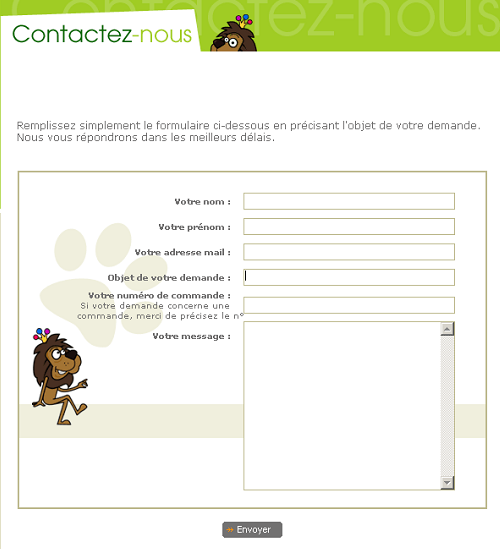 Contactez-nous
Contactez-nous
Remplissez simplement le formulaire ci-dessous en précisant l'objet de votre demande.
Nous vous répondrons dans les meilleurs délais.
Votre nom :
Votre prénom :
Votre adresse mail :
Objet de votre demande :
Votre numéro de commande :
Si votre demande concerne une
commande, merci de précisez le n°
Votre message :
Envoyer